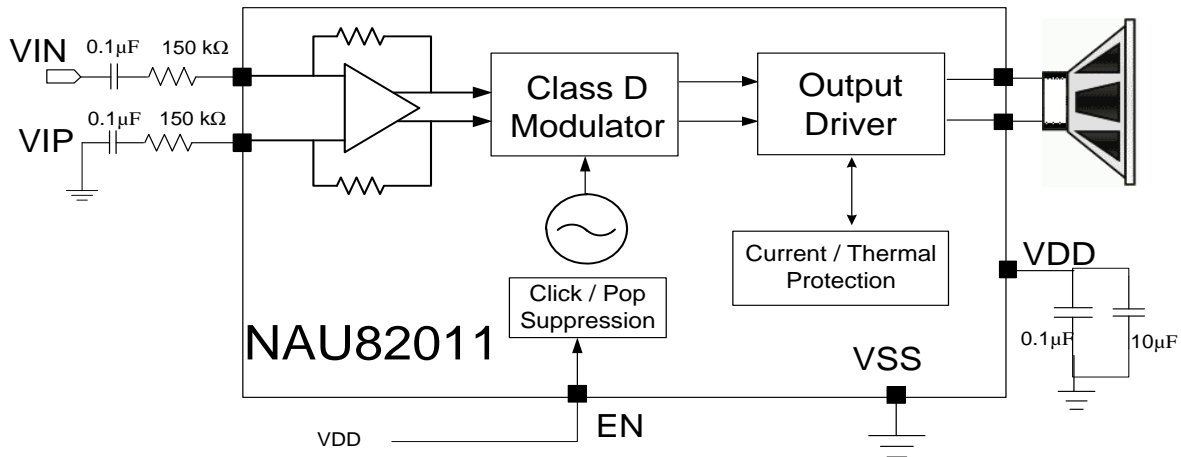 VIN
0.1µF
150 kΩ
VIP
0.1µF
150 kΩ
Class D
Modulator
Output
Driver
Current / Thermal
Protection
Click / Pop
Suppression
NAU82011
VDD
0.1µF
10µF
VSS
EN
VDD